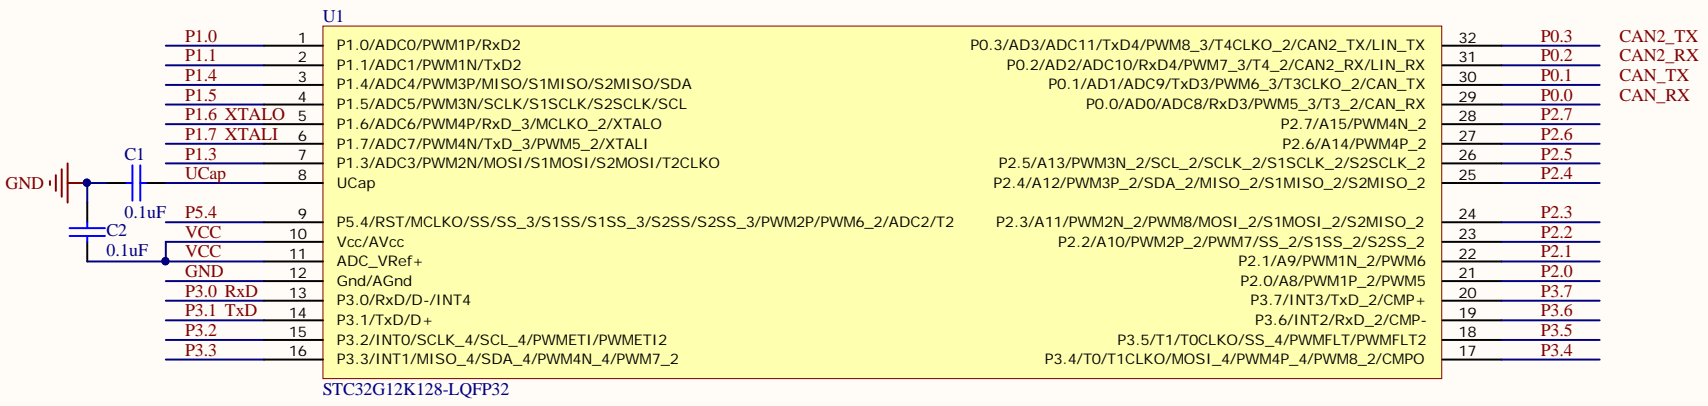 U1
P1.0 1 P1.0/ADC0/PWM1P/RxD2 P0.3/AD3/ADC11/TxD4/PWM8_3/T4CLKO_2/CAN2_TX/LIN_TX 32 P0.3 CAN2_TX
P1.1 2 P1.1/ADC1/PWM1N/TxD2 P0.2/AD2/ADC10/RxD4/PWM7_3/T4_2/CAN2_RX/LIN_RX 31 P0.2 CAN2_RX
P1.4 3 P1.4/ADC4/PWM3P/MISO/S1MISO/S2MISO/SDA P0.1/AD1/ADC9/TxD3/PWM6_3/T3CLKO_2/CAN_TX 30 P0.1 CAN_TX
P1.5 4 P1.5/ADC5/PWM3N/SCLK/S1SCLK/S2SCLK/SCL P0.0/AD0/ADC8/RxD3/PWM5_3/T3_2/CAN_RX 29 P0.0 CAN_RX
P1.6 XTALO 5 P1.6/ADC6/PWM4P/RxD_3/MCLKO_2/XTALO P2.7/A15/PWM4N_2 28 P2.7
P1.7 XTALI 6 P1.7/ADC7/PWM4N/TxD_3/PWM5_2/XTALI P2.6/A14/PWM4P_2 27 P2.6
C1 P1.3 7 P1.3/ADC3/PWM2N/MOSI/S1MOSI/S2MOSI/T2CLKO P2.5/A13/PWM3N_2/SCL_2/SCLK_2/S1SCLK_2/S2SCLK_2 26 P2.5
GND UCap 8 UCap P2.4/A12/PWM3P_2/SDA_2/MISO_2/S1MISO_2/S2MISO_2 25 P2.4
0.1uF P5.4 9 P5.4/RST/MCLKO/SS/SS_3/S1SS/S1SS_3/S2SS/S2SS_3/PWM2P/PWM6_2/ADC2/T2 P2.3/A11/PWM2N_2/PWM8/MOSI_2/S1MOSI_2/S2MISO_2 24 P2.3
C2 VCC 10 Vcc/AVcc P2.2/A10/PWM2P_2/PWM7/SS_2/S1SS_2/S2SS_2 23 P2.2
0.1uF VCC 11 ADC_VRef+ P2.1/A9/PWM1N_2/PWM6 22 P2.1
GND 12 Gnd/AGnd P2.0/A8/PWM1P_2/PWM5 21 P2.0
P3.0 RxD 13 P3.0/RxD/D-/INT4 P3.7/INT3/TxD_2/CMP+ 20 P3.7
P3.1 TxD 14 P3.1/TxD/D+ P3.6/INT2/RxD_2/CMP- 19 P3.6
P3.2 15 P3.2/INT0/SCLK_4/SCL_4/PWMETI/PWMETI2 P3.5/T1/T0CLKO/SS_4/PWMFLT/PWMFLT2 18 P3.5
P3.3 16 P3.3/INT1/MISO_4/SDA_4/PWM4N_4/PWM7_2 P3.4/T0/T1CLKO/MOSI_4/PWM4P_4/PWM8_2/CMPO 17 P3.4
STC32G12K128-LQFP32